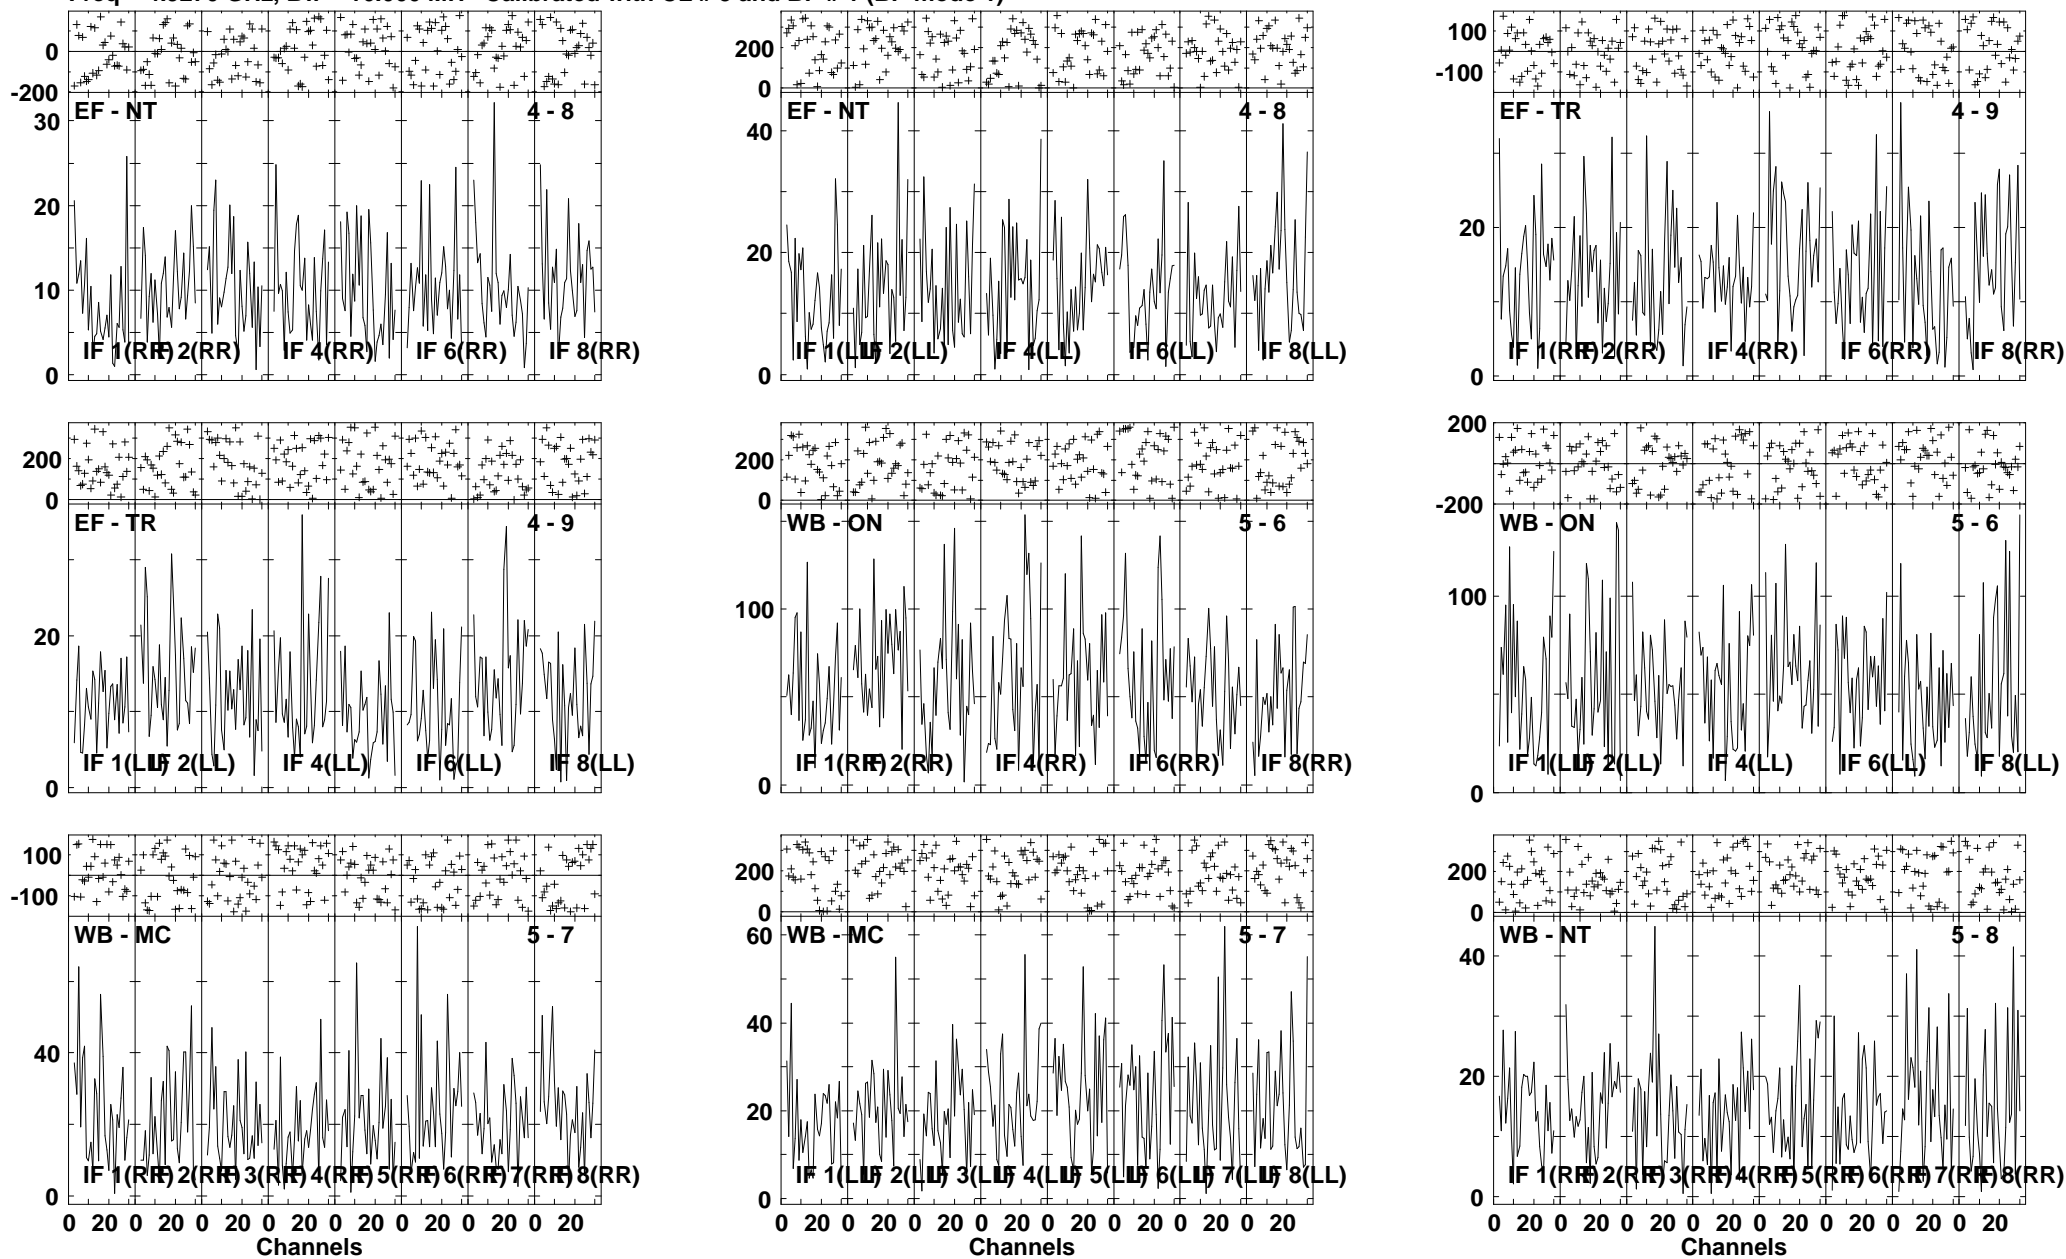 Freq GHz, Bw MH Calibrated with CL # and BP # 1 (BP mode 1)
0
-200
30
20
10
0
EF - NT 4 - 8
IF 1(RR) IF 2(RR) IF 4(RR) IF 6(RR) IF 8(RR)
200
0
40
20
0
EF - NT 4 - 8
IF 1(LL) IF 2(LL) IF 4(LL) IF 6(LL) IF 8(LL)
100
-100
20
0
EF - TR 4 - 9
IF 1(RR) IF 2(RR) IF 4(RR) IF 6(RR) IF 8(RR)
200
0
20
0
EF - TR 4 - 9
IF 1(LL) IF 2(LL) IF 4(LL) IF 6(LL) IF 8(LL)
200
0
100
0
WB - ON 5 - 6
IF 1(RR) IF 2(RR) IF 4(RR) IF 6(RR) IF 8(RR)
200
-200
100
0
WB - ON 5 - 6
IF 1(LL) IF 2(LL) IF 4(LL) IF 6(LL) IF 8(LL)
100
-100
40
0
WB - MC 5 - 7
IF 1(RR) IF 2(RR) IF 3(RR) IF 4(RR) IF 5(RR) IF 6(RR) IF 7(RR) IF 8(RR)
0 20 0 20 0 20 0 20 0 20 0 20 0 20 0 20
Channels
200
0
60
40
20
0
WB - MC 5 - 7
IF 1(LL) IF 2(LL) IF 3(LL) IF 4(LL) IF 5(LL) IF 6(LL) IF 7(LL) IF 8(LL)
0 20 0 20 0 20 0 20 0 20 0 20 0 20 0 20
Channels
200
0
40
20
0
WB - NT 5 - 8
IF 1(RR) IF 2(RR) IF 3(RR) IF 4(RR) IF 5(RR) IF 6(RR) IF 7(RR) IF 8(RR)
0 20 0 20 0 20 0 20 0 20 0 20 0 20 0 20
Channels